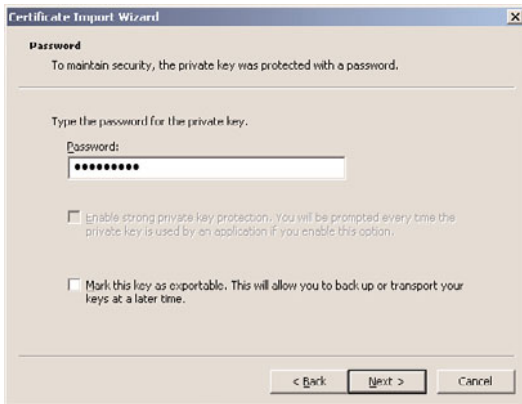 Certificate Import Wizard
Password
To maintain security, the private key was protected with a password.
Type the password for the private key.
Password:
●●●●●●●●●
Enable strong private key protection. You will be prompted every time the
private key is used by an application if you enable this option.
Mark this key as exportable. This will allow you to back up or transport your
keys at a later time.
< Back Next > Cancel